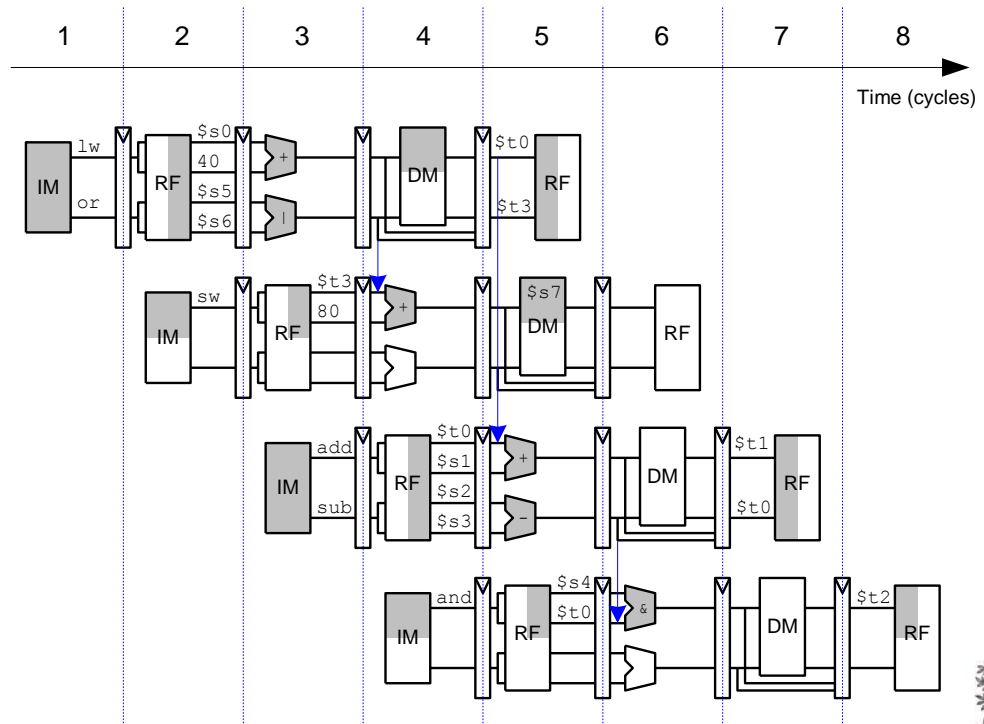 1 2 3 4 5 6 7 8
Time (cycles)
IM lw or RF $s0 40 $s5 $s6 + | DM $t0 $t3 RF
IM sw RF $t3 80 + $s7 DM RF
IM add sub RF $t0 $s1 $s2 $s3 + - DM $t1 $t0 RF
IM and RF $s4 $t0 & DM $t2 RF